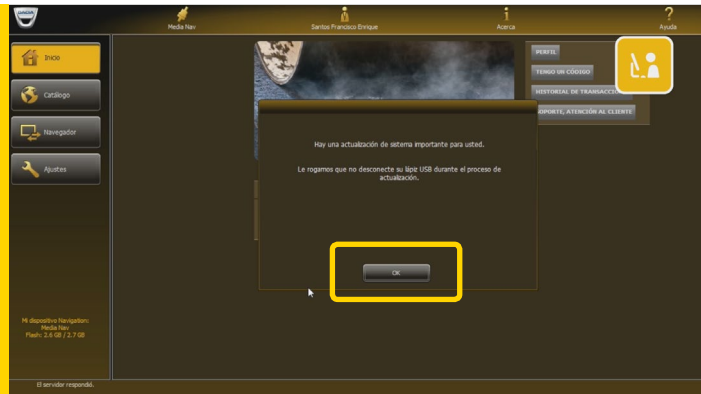 Media Nav
Santos Francisco Enrique
Acerca
Ayuda
Inicio
Catálogo
Navegador
Ajustes
PERFIL
TENGO UN CÓDIGO
HISTORIAL DE TRANSACCIO
SOPORTE, ATENCIÓN AL CLIENTE
Hay una actualización de sistema importante para usted.
Le rogamos que no desconecte su lápiz USB durante el proceso de
actualización.
OK
Mi dispositivo Navigation:
Media Nav
Flash: 2.6 GB / 2.7 GB
El servidor respondió.